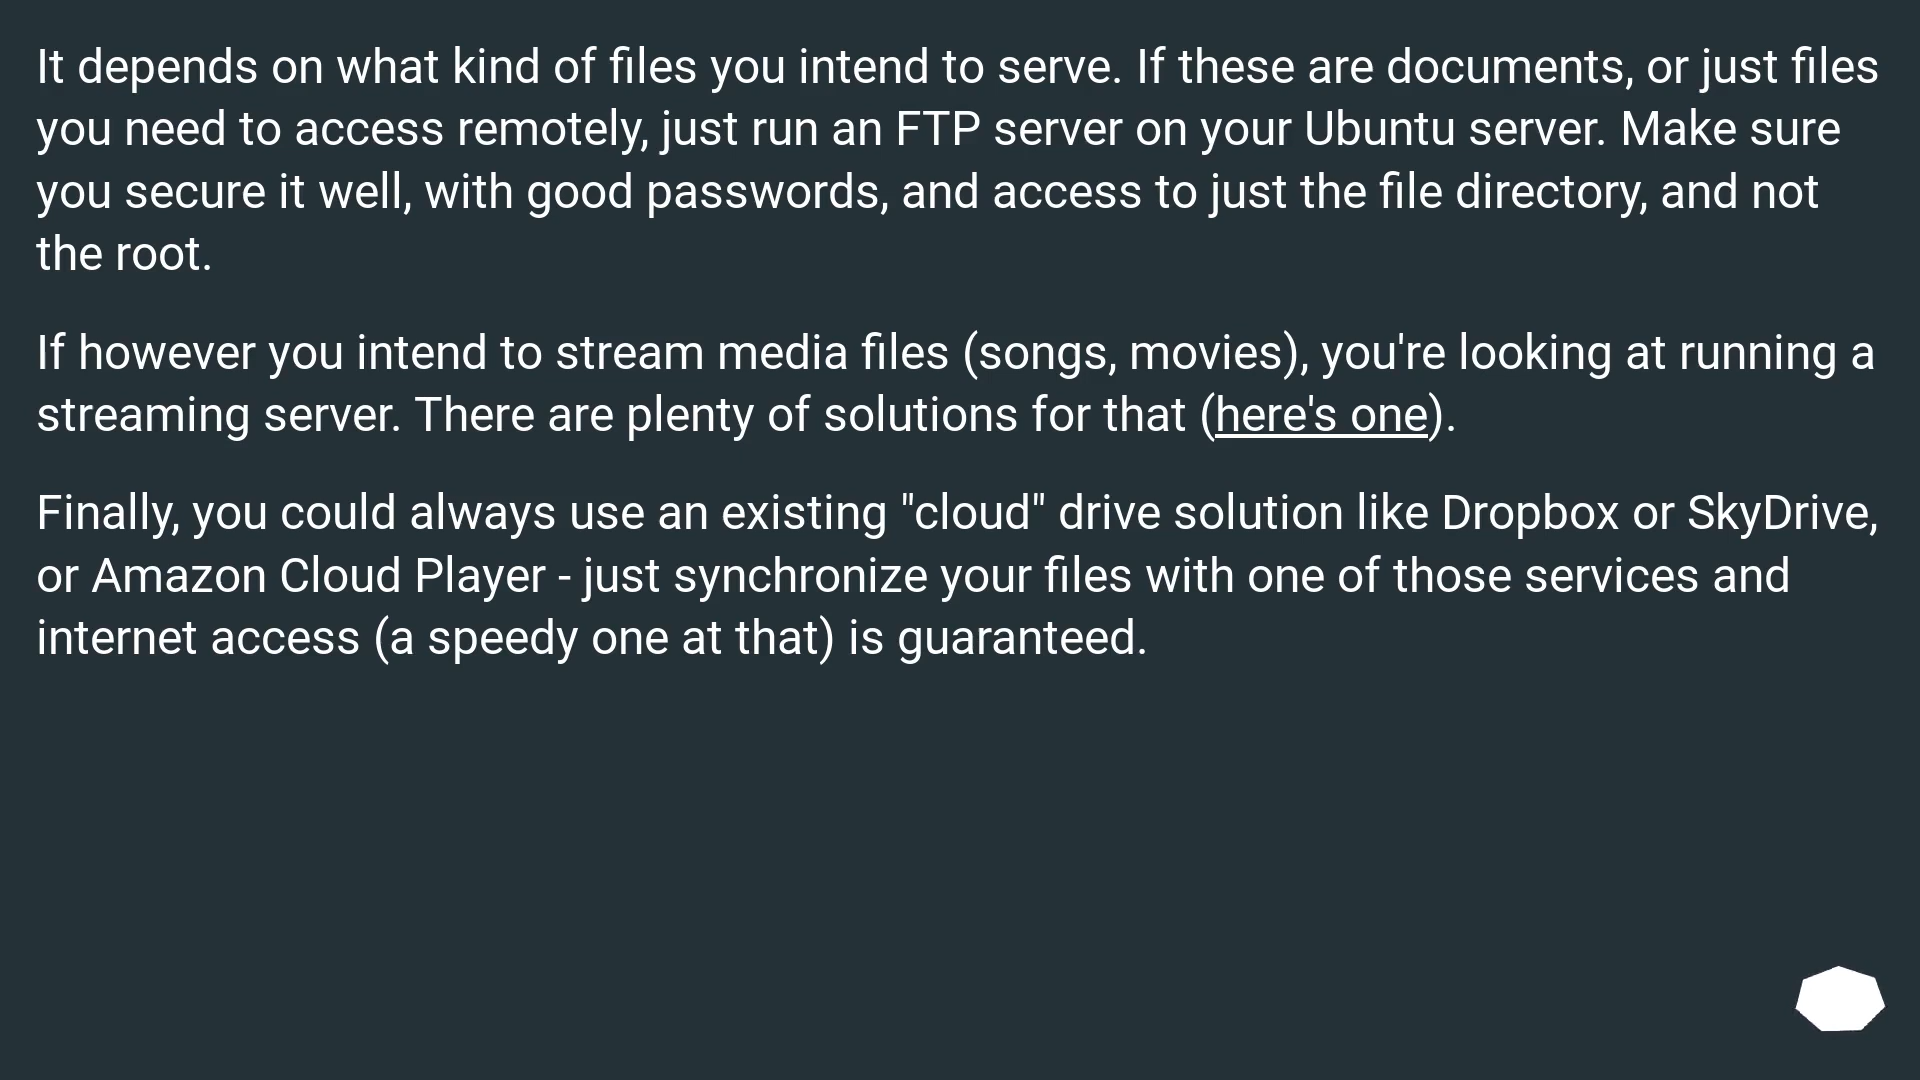 It depends on what kind of files you intend to serve. If these are documents, or just files
you need to access remotely, just run an FTP server on your Ubuntu server. Make sure
you secure it well, with good passwords, and access to just the file directory, and not
the root.
If however you intend to stream media files (songs, movies), you're looking at running a
streaming server. There are plenty of solutions for that (here's one).
Finally, you could always use an existing "cloud" drive solution like Dropbox or SkyDrive,
or Amazon Cloud Player - just synchronize your files with one of those services and
internet access (a speedy one at that) is guaranteed.